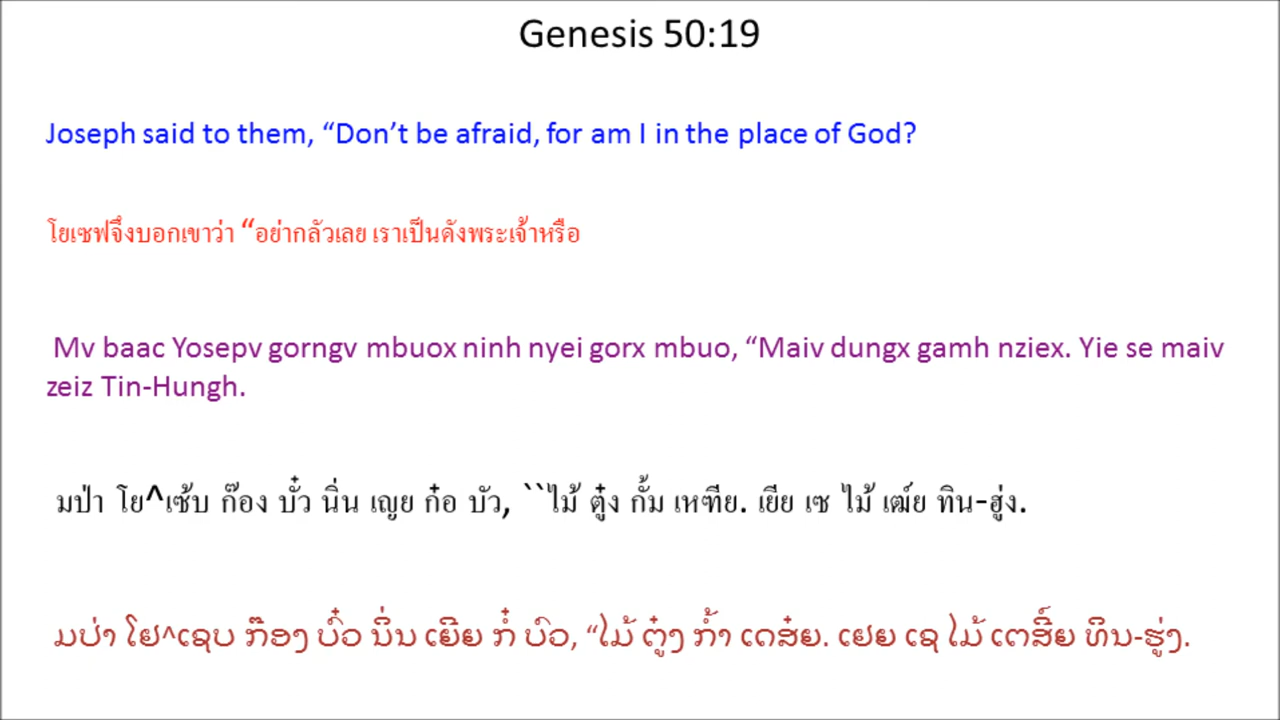 Genesis 50:19
Joseph said to them, “Don’t be afraid, for am I in the place of God?
โยเซฟจึงบอกเขาว่า “อย่ากลัวเลย เราเป็นดังพระเจ้าหรือ
Mv baac Yosepv gorngv mbuox ninh nyei gorx mbuo, “Maiv dungx gamh nziex. Yie se maiv
zeiz Tin-Hungh.
มป่า โย^เซ้บ ก๊อง บั๋ว นิ่น เญย ก๋อ บัว, ``ไม้ ตู๋ง กั้ม เหฑีย. เยีย เซ ไม้ เฒ์ย ทิน-ฮู่ง.
ມປ່າ ໂຢ^ເຊບ ກ໊ອງ ບົ໋ວ ນິ່ນ ເຍີຍ ກໍ໋ ບົວ, “ໄມ້ ຕູ໋ງ ກ້ຳ ເດສ໋ຍ. ເຢຍ ເຊ ໄມ້ ເຕສີ໌ຍ ທິນ-ຮູ່ງ.